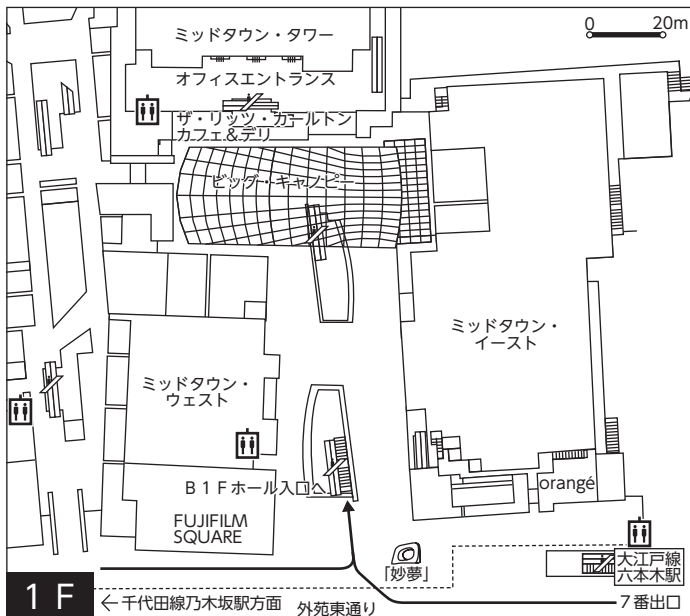 ミッドタウン・タワー
0 20m
オフィスエントランス
ザ・リッツ・カールトン
カフェ&デリ
ビッグ・キャノピー
ミッドタウン・
イースト
ミッドタウン・
ウェスト
B1Fホール入口へ
orangé
FUJIFILM
SQUARE
「妙夢」
大江戸線
六本木駅
1F
←千代田線乃木坂駅方面
外苑東通り
7番出口